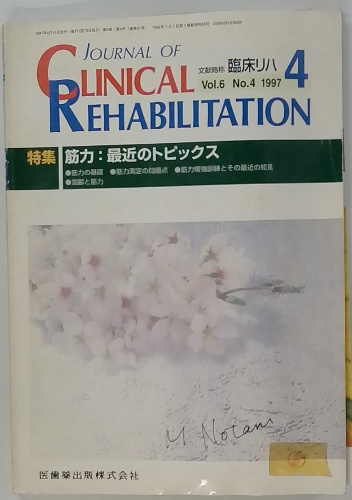 JOURNAL OF
CLINICAL
REHABILITATION
文献略称 臨床リハ
Vol.6 No.4 1997
4
特集 筋力:最近のトピックス
●筋力の基礎 ●筋力測定の問題点 ●筋力増強訓練とその最近の知見
●加齢と筋力
医歯薬出版株式会社